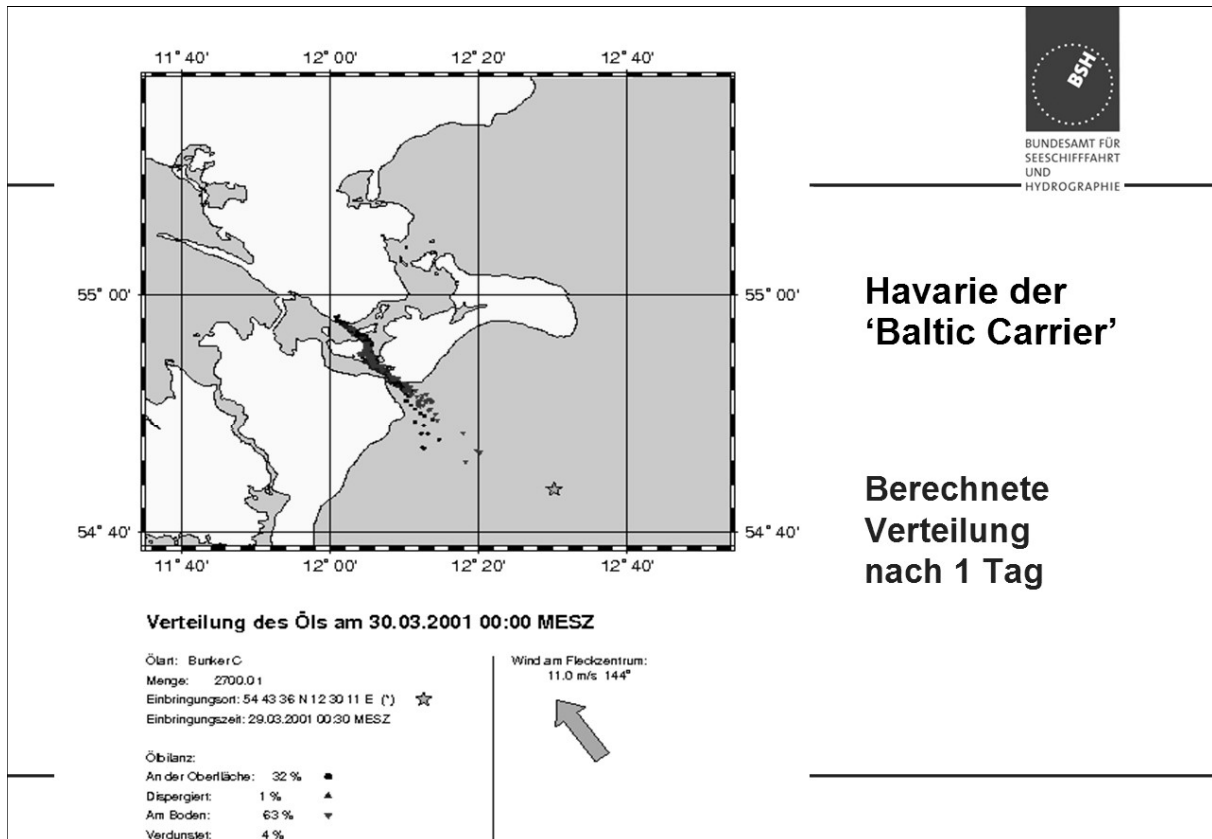 11° 40'
12° 00'
12° 20'
12° 40'
BSH
BUNDESAMT FÜR
SEESCHIFFFAHRT
UND
HYDROGRAPHIE
55° 00'
55° 00'
Havarie der
‘Baltic Carrier’
Berechnete
Verteilung
nach 1 Tag
54° 40'
54° 40'
11° 40'
12° 00'
12° 20'
12° 40'
Verteilung des Öls am 30.03.2001 00:00 MESZ
Ölart: Bunker C
Menge: 2700.0 t
Einbringungsort: 54 43 36 N 12 30 11 E (*)
Einbringungszeit: 29.03.2001 00:30 MESZ
Wind am Fleckzentrum:
11.0 m/s 144°
Ölbilanz:
An der Oberfläche: 32 %
Dispergiert: 1 %
Am Boden: 63 %
Verdunstet: 4 %